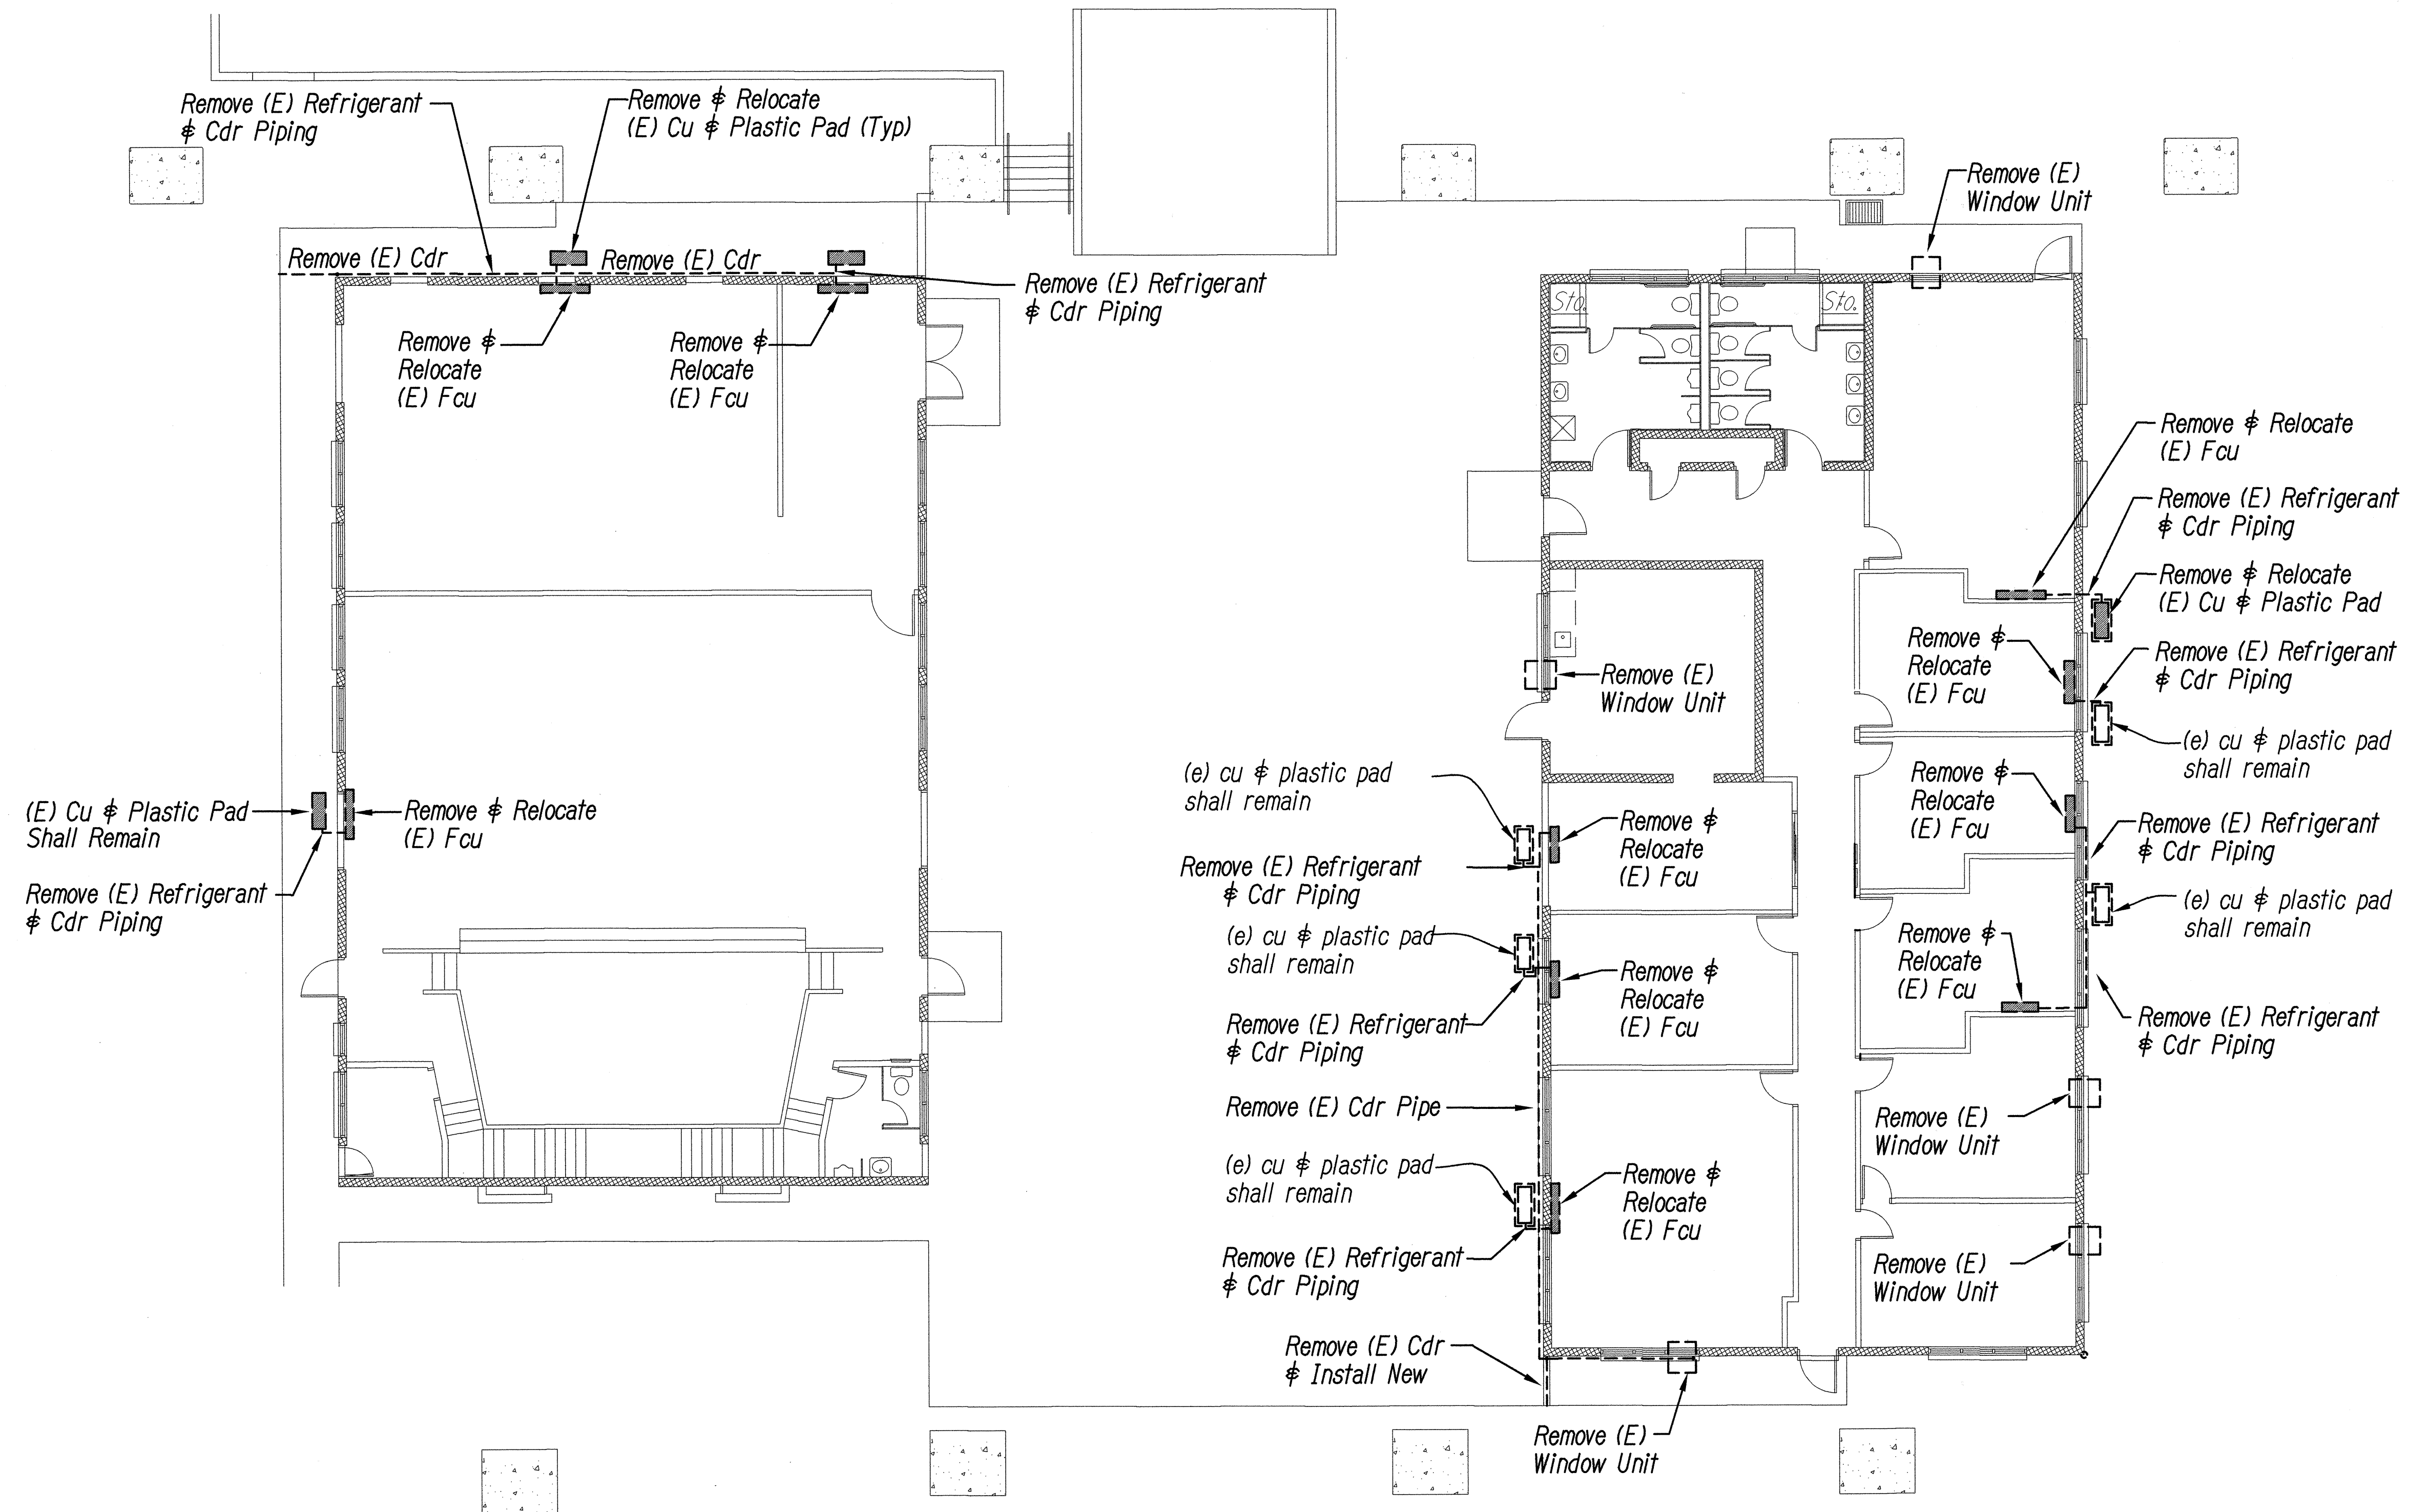 Remove (E) Refrigerant
& Cdr Piping
Remove & Relocate
(E) Cu & Plastic Pad (Typ)
Remove (E)
Window Unit
Remove (E) Cdr
Remove (E) Cdr
Remove (E) Refrigerant
& Cdr Piping
Sto.
Sto.
Remove &
Relocate
(E) Fcu
Remove &
Relocate
(E) Fcu
Remove & Relocate
(E) Fcu
Remove (E) Refrigerant
& Cdr Piping
Remove & Relocate
(E) Cu & Plastic Pad
Remove &
Relocate
(E) Fcu
Remove (E) Refrigerant
& Cdr Piping
Remove (E)
Window Unit
(e) cu & plastic pad
shall remain
(e) cu & plastic pad
shall remain
Remove &
Relocate
(E) Fcu
(E) Cu & Plastic Pad
Shall Remain
Remove & Relocate
(E) Fcu
Remove &
Relocate
(E) Fcu
Remove (E) Refrigerant
& Cdr Piping
Remove (E) Refrigerant
& Cdr Piping
Remove (E) Refrigerant
& Cdr Piping
(e) cu & plastic pad
shall remain
(e) cu & plastic pad
shall remain
Remove &
Relocate
(E) Fcu
Remove &
Relocate
(E) Fcu
Remove (E) Refrigerant
& Cdr Piping
Remove (E) Refrigerant
& Cdr Piping
Remove (E) Cdr Pipe
Remove (E)
Window Unit
(e) cu & plastic pad
shall remain
Remove &
Relocate
(E) Fcu
Remove (E) Refrigerant
& Cdr Piping
Remove (E)
Window Unit
Remove (E) Cdr
& Install New
Remove (E)
Window Unit